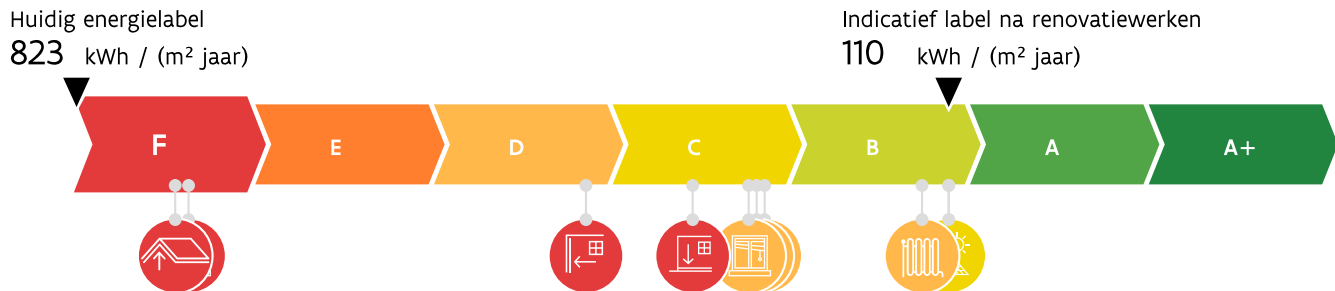 Huidig energielabel
823 kWh / (m² jaar)
Indicatief label na renovatiewerken
110 kWh / (m² jaar)
F E D C B A A+